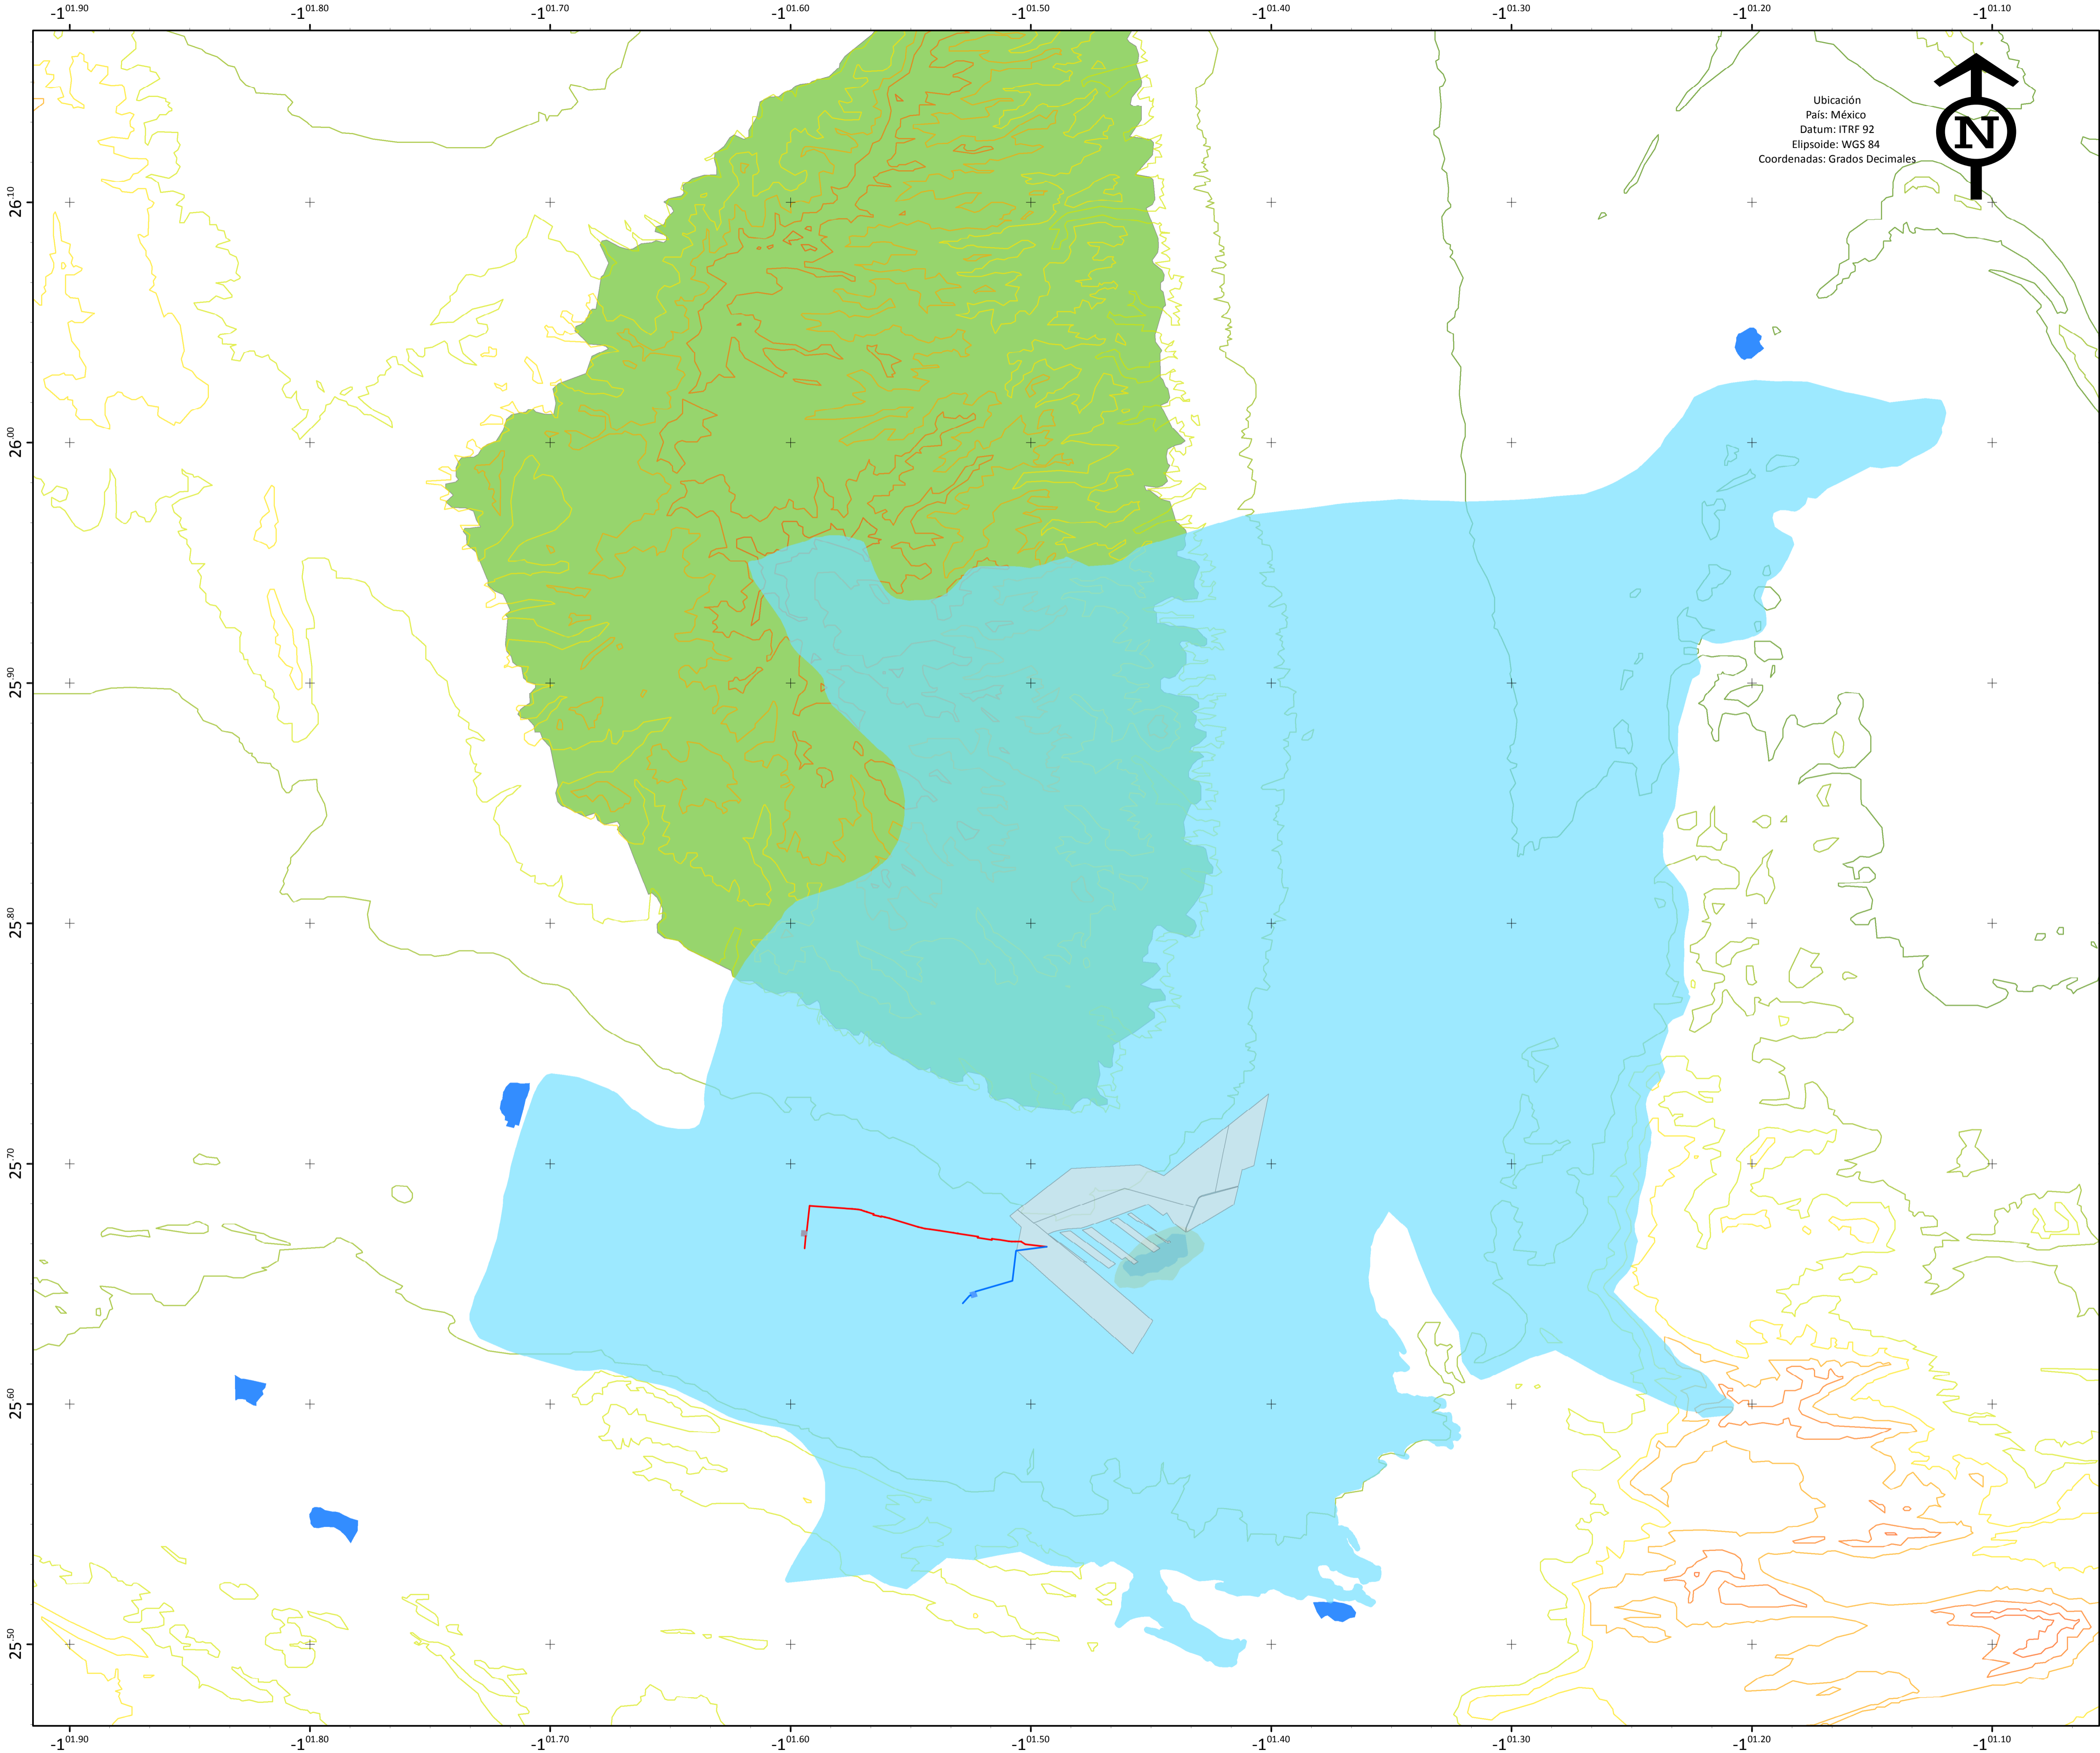 -101.90 -101.80 -101.70 -101.60 -101.50 -101.40 -101.30 -101.20 -101.10
Ubicación
País: México
Datum: ITRF 92
Elipsoide: WGS 84
Coordenadas: Grados Decimales
N
26.10
26.00
25.90
25.80
25.70
25.60
25.50
-101.90 -101.80 -101.70 -101.60 -101.50 -101.40 -101.30 -101.20 -101.10